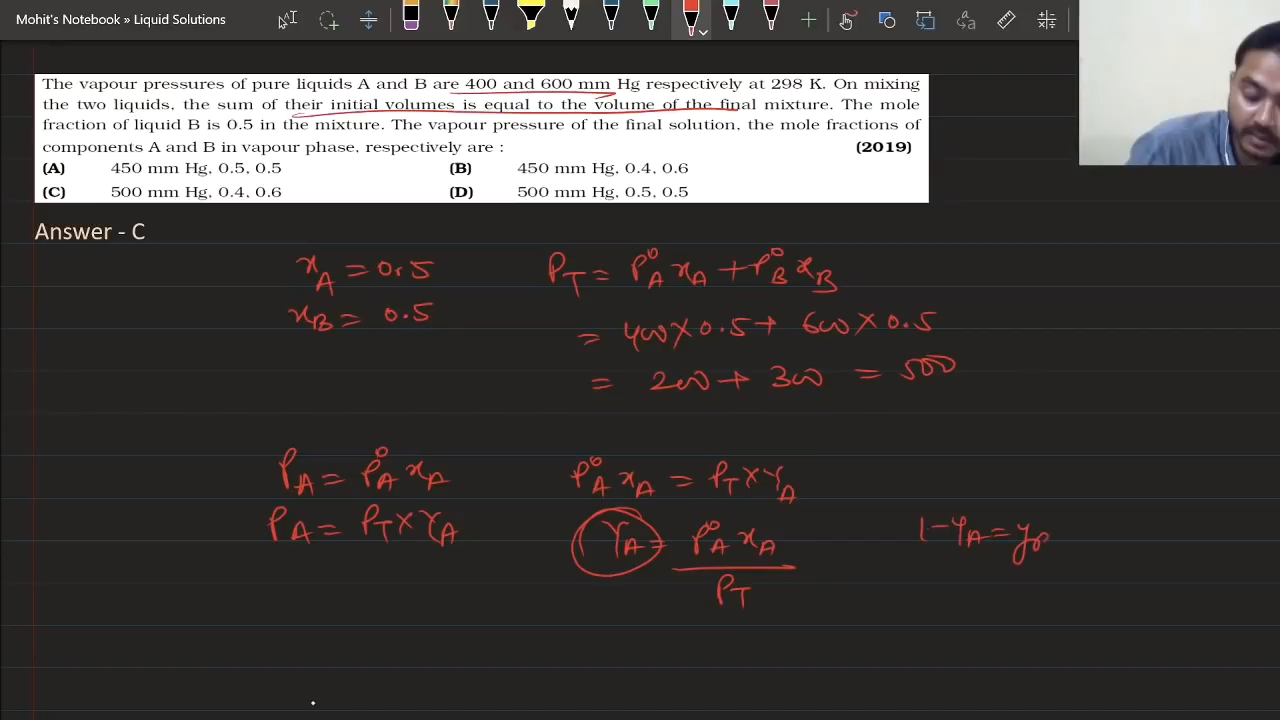 Mohit's Notebook » Liquid Solutions
The vapour pressures of pure liquids A and B are 400 and 600 mm Hg respectively at 298 K. On mixing
the two liquids, the sum of their initial volumes is equal to the volume of the final mixture. The mole
fraction of liquid B is 0.5 in the mixture. The vapour pressure of the final solution, the mole fractions of
components A and B in vapour phase, respectively are : (2019)
(A) 450 mm Hg, 0.5, 0.5 (B) 450 mm Hg, 0.4, 0.6
(C) 500 mm Hg, 0.4, 0.6 (D) 500 mm Hg, 0.5, 0.5
Answer - C
x_A = 0.5 P_T = P°_A x_A + P°_B x_B
x_B = 0.5
= 400 × 0.5 + 600 × 0.5
= 200 + 300 = 500
P_A = P°_A x_A P°_A x_A = P_T × Y_A
P_A = P_T × Y_A Y_A = P°_A x_A 1 - Y_A = y_B
P_T